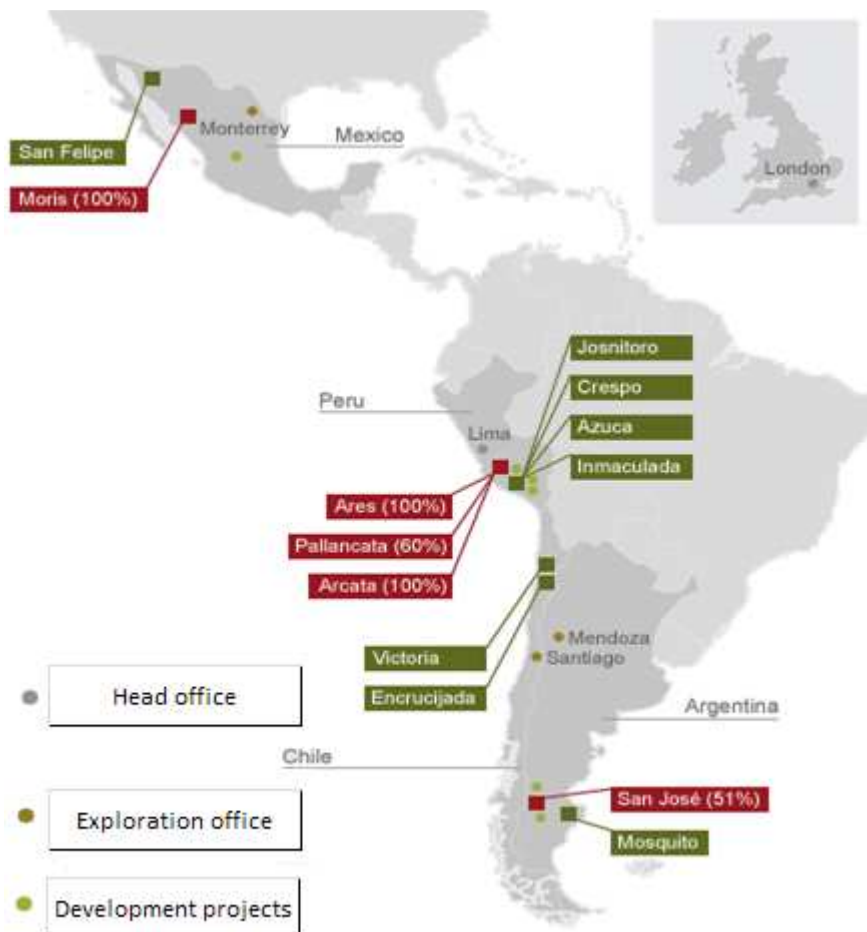 London
Monterrey
Mexico
San Felipe
Moris (100%)
Josnitoro
Crespo
Peru
Azuca
Lima
Inmaculada
Ares (100%)
Pallancata (60%)
Arcata (100%)
Mendoza
Victoria
Santiago
Encrucijada
Head office
Argentina
Chile
San José (51%)
Exploration office
Mosquito
Development projects